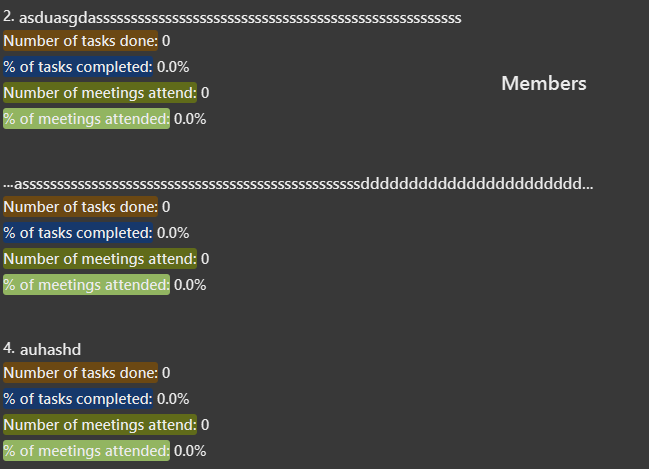 2. asduasgdasssssssssssssssssssssssssssssssssssssssssssssssssssss
Number of tasks done: 0
% of tasks completed: 0.0%
Members
Number of meetings attend: 0
% of meetings attended: 0.0%
...asssssssssssssssssssssssssssssssssssssssssssssssssddddddddddddddddddddddd...
Number of tasks done: 0
% of tasks completed: 0.0%
Number of meetings attend: 0
% of meetings attended: 0.0%
4. auhashd
Number of tasks done: 0
% of tasks completed: 0.0%
Number of meetings attend: 0
% of meetings attended: 0.0%